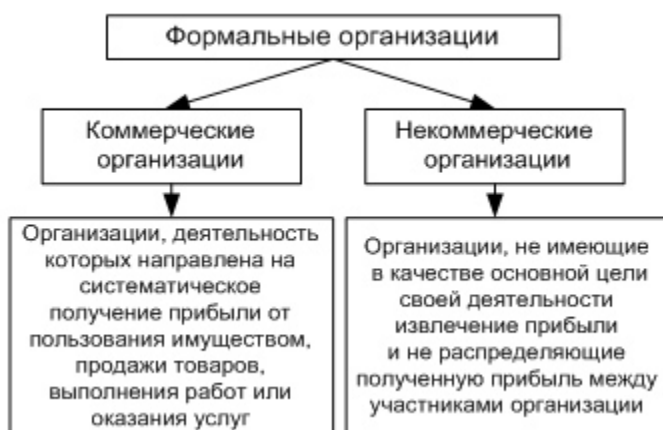 Формальные организации
Коммерческие
организации
Некоммерческие
организации
Организации, деятельность
которых направлена на
систематическое
получение прибыли от
пользования имуществом,
продажи товаров,
выполнения работ или
оказания услуг
Организации, не имеющие
в качестве основной цели
своей деятельности
извлечение прибыли
и не распределяющие
полученную прибыль между
участниками организации